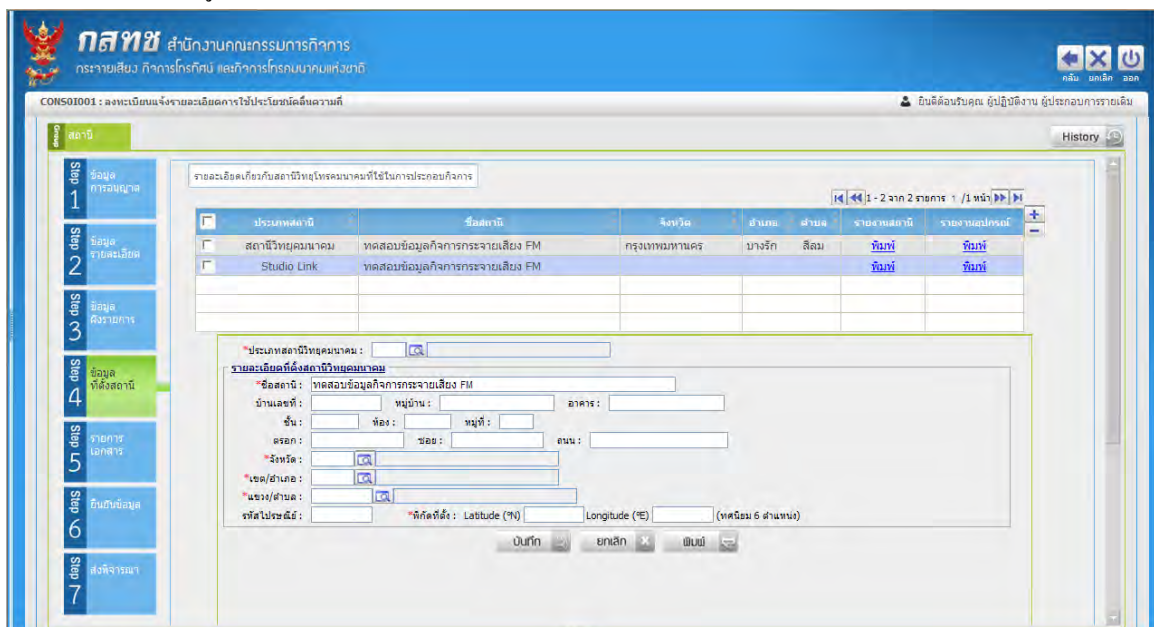 กสทช สำนักงานคณะกรรมการกิจการ
กระจายเสียง กิจการโทรทัศน์ และกิจการโทรคมนาคมแห่งชาติ
กลับ ยกเลิก ออก
CONS0I001 : ลงทะเบียนแจ้งรายละเอียดการใช้ประโยชน์คลื่นความถี่
ยินดีต้อนรับคุณ ผู้ปฏิบัติงาน ผู้ประกอบการรายเดิม
Group สถานี
History
Step 1 ข้อมูลการอนุญาต
Step 2 ข้อมูลรายละเอียด
Step 3 ข้อมูลผังรายการ
Step 4 ข้อมูลที่ตั้งสถานี
Step 5 รายการเอกสาร
Step 6 ยืนยันข้อมูล
Step 7 ส่งพิจารณา
รายละเอียดเกี่ยวกับสถานีวิทยุโทรคมนาคมที่ใช้ในการประกอบกิจการ
1 - 2 จาก 2 รายการ 1 /1 หน้า
ประเภทสถานี ชื่อสถานี จังหวัด อำเภอ ตำบล รายงานสถานี รายงานอุปกรณ์
สถานีวิทยุคมนาคม ทดสอบข้อมูลกิจการกระจายเสียง FM กรุงเทพมหานคร บางรัก สีลม พิมพ์ พิมพ์
Studio Link ทดสอบข้อมูลกิจการกระจายเสียง FM พิมพ์ พิมพ์
*ประเภทสถานีวิทยุคมนาคม :
รายละเอียดที่ตั้งสถานีวิทยุคมนาคม
*ชื่อสถานี : ทดสอบข้อมูลกิจการกระจายเสียง FM
บ้านเลขที่ : หมู่บ้าน : อาคาร :
ชั้น : ห้อง : หมู่ที่ :
ตรอก : ซอย : ถนน :
*จังหวัด :
*เขต/อำเภอ :
*แขวง/ตำบล :
รหัสไปรษณีย์ : *พิกัดที่ตั้ง : Latitude (°N) Longitude (°E) (ทศนิยม 6 ตำแหน่ง)
บันทึก ยกเลิก พิมพ์